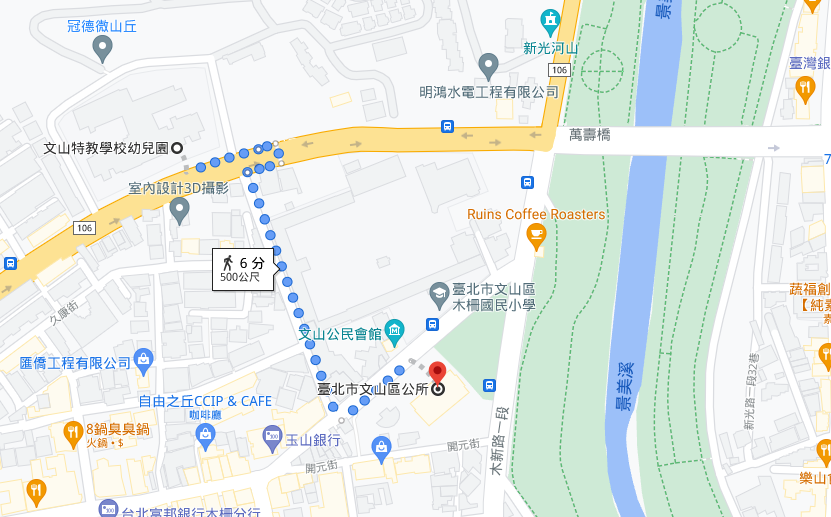 冠德微山丘
景
新光河山
臺灣銀
106
明鴻水電工程有限公司
萬壽橋
文山特教學校幼兒園
7
室內設計3D攝影
Ruins Coffee Roasters
106
6 分
500公尺
臺北市文山區
木柵國民小學
蔬福創
【純素
久康街
文山公民會館
匯僑工程有限公司
景美溪
新光路二段32巷
臺北市文山區公所
自由之丘CCIP & CAFE
咖啡廳
8鍋臭臭鍋
火鍋・$
玉山銀行
開元街
木新路一段
開元街
樂山
台北富邦銀行木柵分行